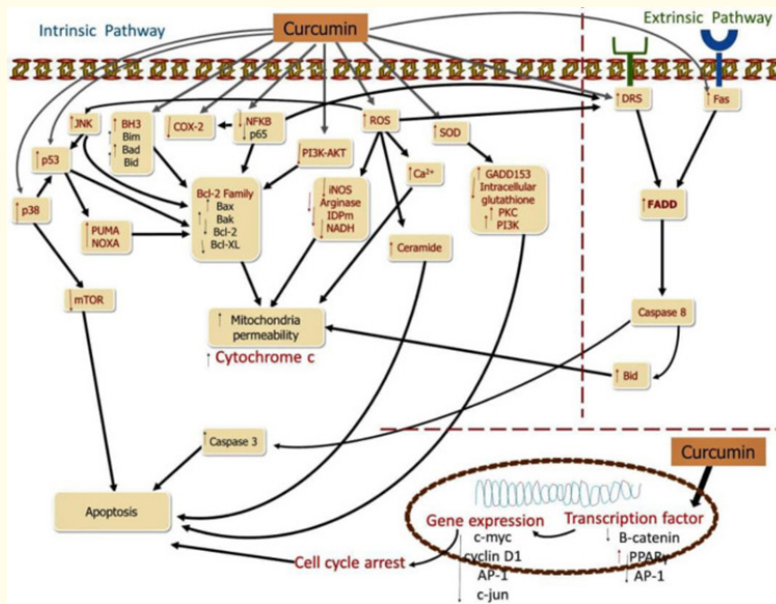 Intrinsic Pathway
Curcumin
Extrinsic Pathway
↑JNK
↑BH3
Bim
↑Bad
Bid
↓COX-2
↓NFKB
p65
↑ROS
↑SOD
↑DRS
↑Fas
↑p53
PI3K-AKT
↑Ca²⁺
↑p38
↑PUMA
NOXA
Bcl-2 Family
↑Bax
Bak
↓Bcl-2
↓Bcl-XL
↓iNOS
Arginase
IDPm
↓NADH
↑GADD153
Intracellular
glutathione
↑PKC
PI3K
↑FADD
↑Ceramide
↓mTOR
↑Mitochondria
permeability
↑Cytochrome c
Caspase 8
↑Bid
↑Caspase 3
Apoptosis
Curcumin
Gene expression
c-myc
cyclin D1
AP-1
c-jun
Transcription factor
↓B-catenin
↑PPARγ
↓AP-1
Cell cycle arrest